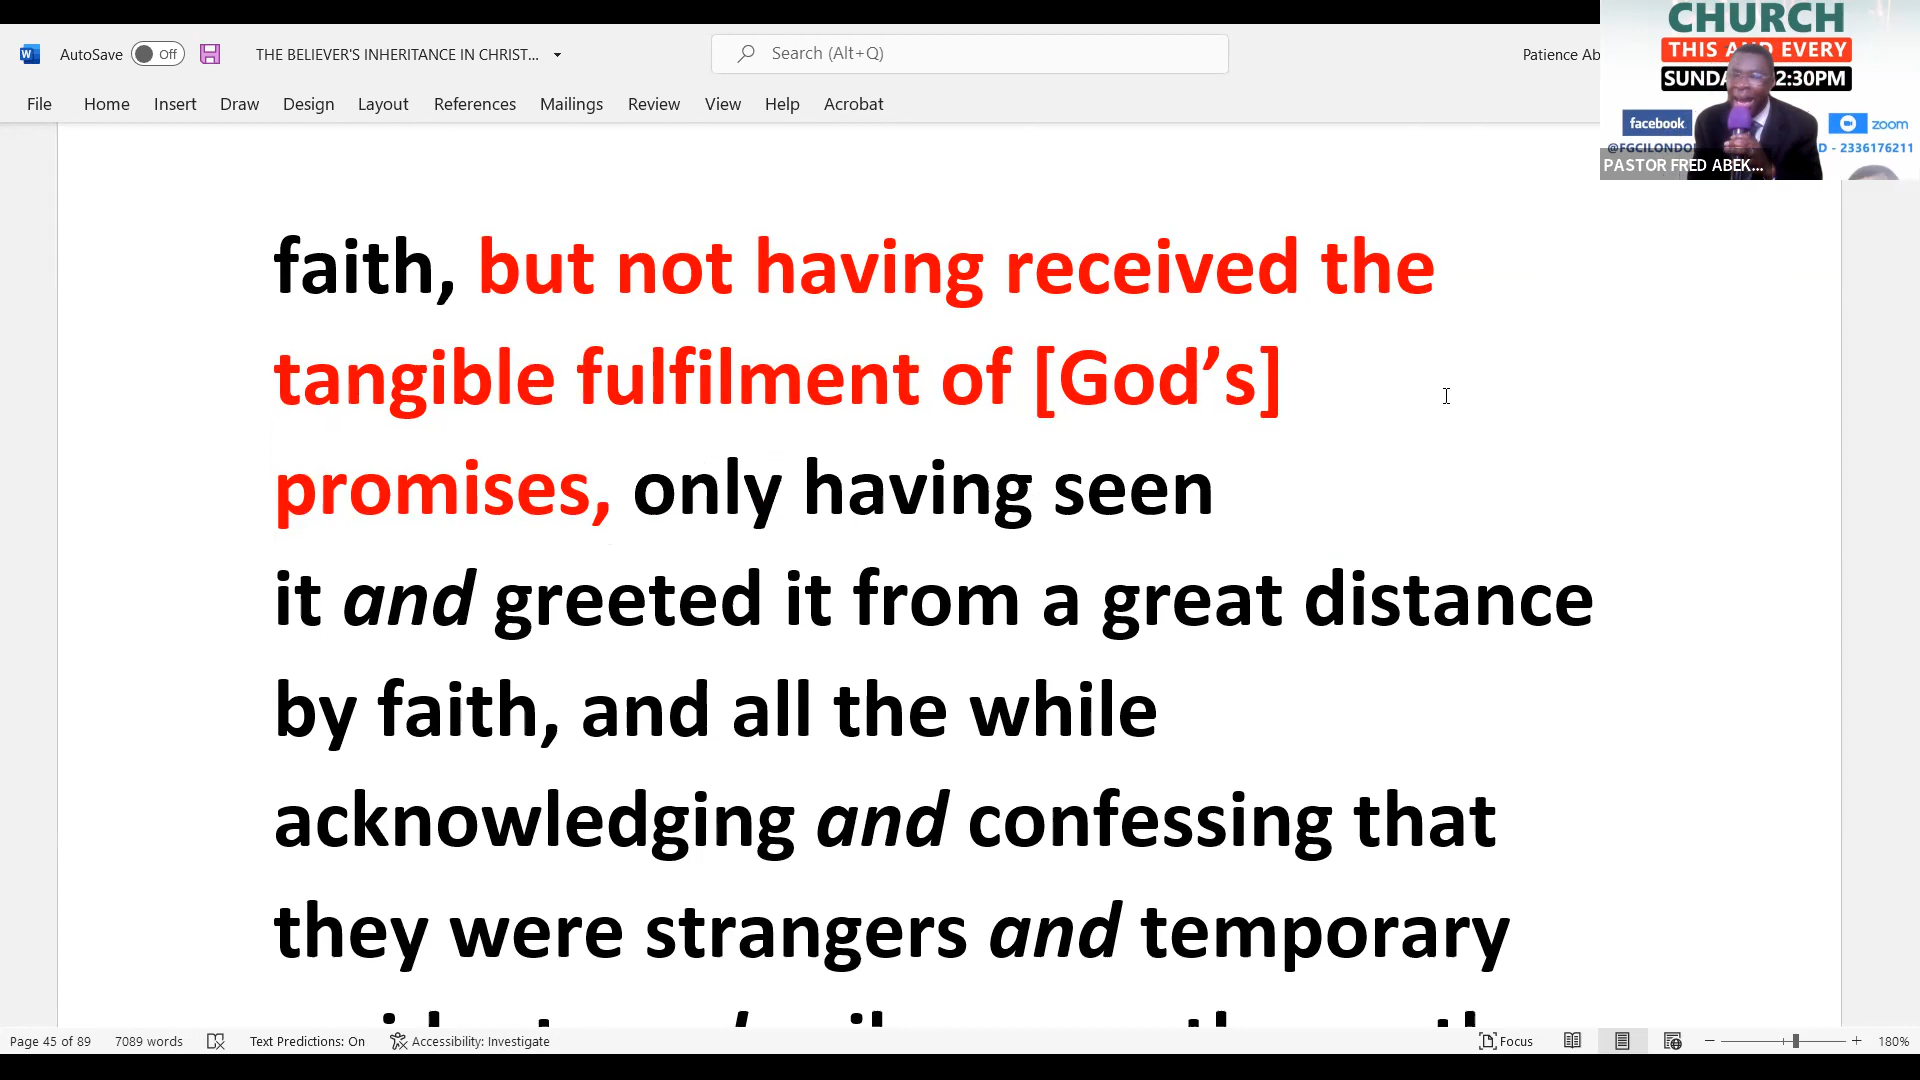 CHURCH
THIS AND EVERY
SUNDA 2:30PM
facebook
zoom
@FGCILONDO
D - 2336176211
PASTOR FRED ABEK...
AutoSave Off
THE BELIEVER'S INHERITANCE IN CHRIST...
Search (Alt+Q)
Patience Ab
File Home Insert Draw Design Layout References Mailings Review View Help Acrobat
faith, but not having received the
tangible fulfilment of [God’s]
promises, only having seen
it and greeted it from a great distance
by faith, and all the while
acknowledging and confessing that
they were strangers and temporary
Page 45 of 89 7089 words Text Predictions: On Accessibility: Investigate Focus 180%